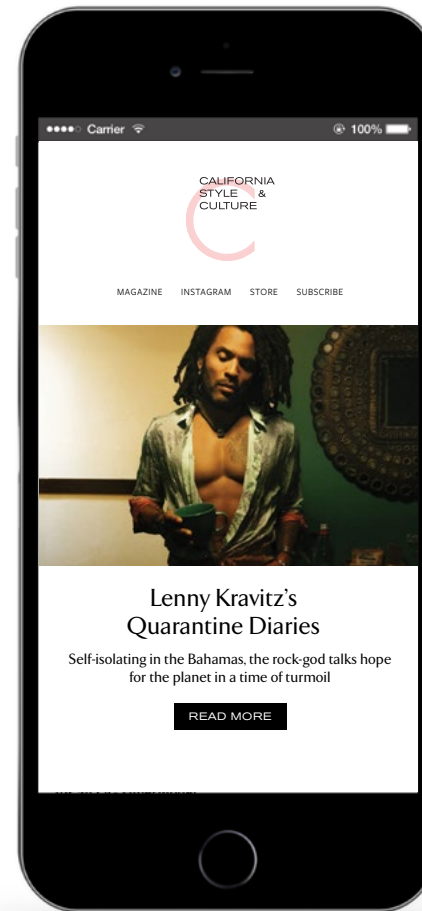 Carrier 100%
CALIFORNIA
STYLE &
CULTURE
MAGAZINE INSTAGRAM STORE SUBSCRIBE
Lenny Kravitz’s
Quarantine Diaries
Self-isolating in the Bahamas, the rock-god talks hope
for the planet in a time of turmoil
READ MORE